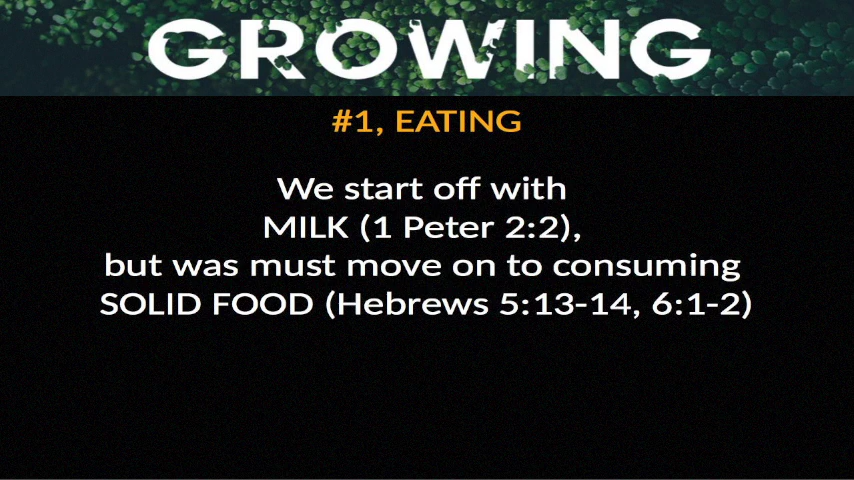 GROWING
#1, EATING
We start off with
MILK (1 Peter 2:2),
but was must move on to consuming
SOLID FOOD (Hebrews 5:13-14, 6:1-2)